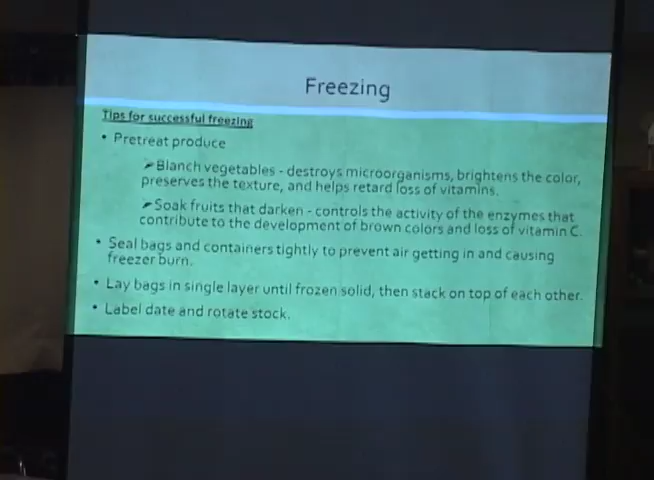 Freezing
Tips for successful freezing
• Pretreat produce
➢Blanch vegetables - destroys microorganisms, brightens the color,
preserves the texture, and helps retard loss of vitamins.
➢Soak fruits that darken - controls the activity of the enzymes that
contribute to the development of brown colors and loss of vitamin C.
• Seal bags and containers tightly to prevent air getting in and causing
freezer burn.
• Lay bags in single layer until frozen solid, then stack on top of each other.
• Label date and rotate stock.